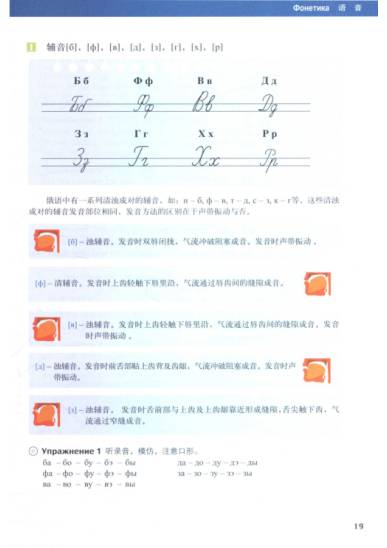 Фонетика 语 音
1 辅音[б]、[ф]、[в]、[д]、[з]、[г]、[х]、[р]
Б б Ф ф В в Д д
Бб Фф Вв Дд
З з Г г Х х Р р
Зз Гг Хх Рр
俄语中有一系列清浊成对的辅音，如：п－б, ф－в, т－д, с－з, к－г等。这些清浊
成对的辅音发音部位相同，发音方法的区别在于声带振动与否。
[б]－浊辅音。发音时双唇闭拢，气流冲破阻塞成音。发音时声带振动。
[ф]－清辅音。发音时上齿轻触下唇里沿，气流通过唇齿间的缝隙成音。
[в]－浊辅音。发音时上齿轻触下唇里沿，气流通过唇齿间的缝隙成音，发音
时声带振动。
[д]－浊辅音。发音时前舌部贴上齿背及齿龈，气流冲破阻塞成音。发音时声
带振动。
[з]－浊辅音。 发音时舌前部与上齿及上齿龈靠近形成缝隙，舌尖触下齿，气
流通过窄缝成音。
Упражнение 1 听录音，模仿，注意口形。
ба－бо－бу－бэ－бы да－до－ду－дэ－ды
фа－фо－фу－фэ－фы за－зо－зу－зэ－зы
ва－во－ву－вэ－вы
19